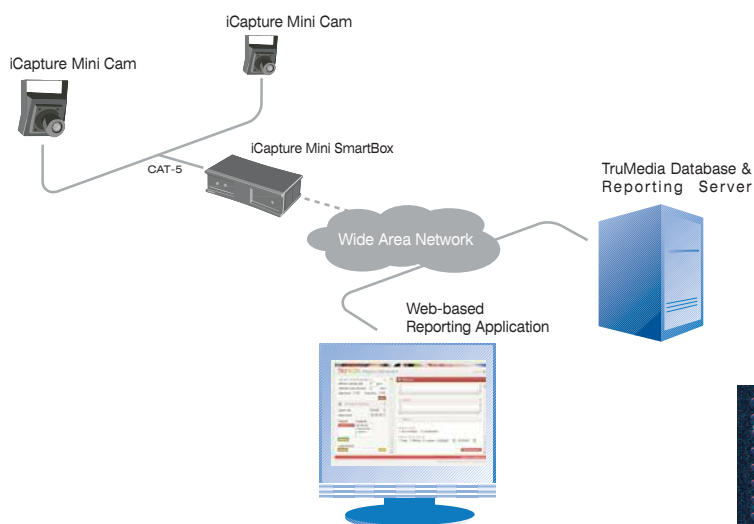 iCapture Mini Cam
iCapture Mini Cam
CAT-5
iCapture Mini SmartBox
TruMedia Database &
Reporting Server
Wide Area Network
Web-based
Reporting Application